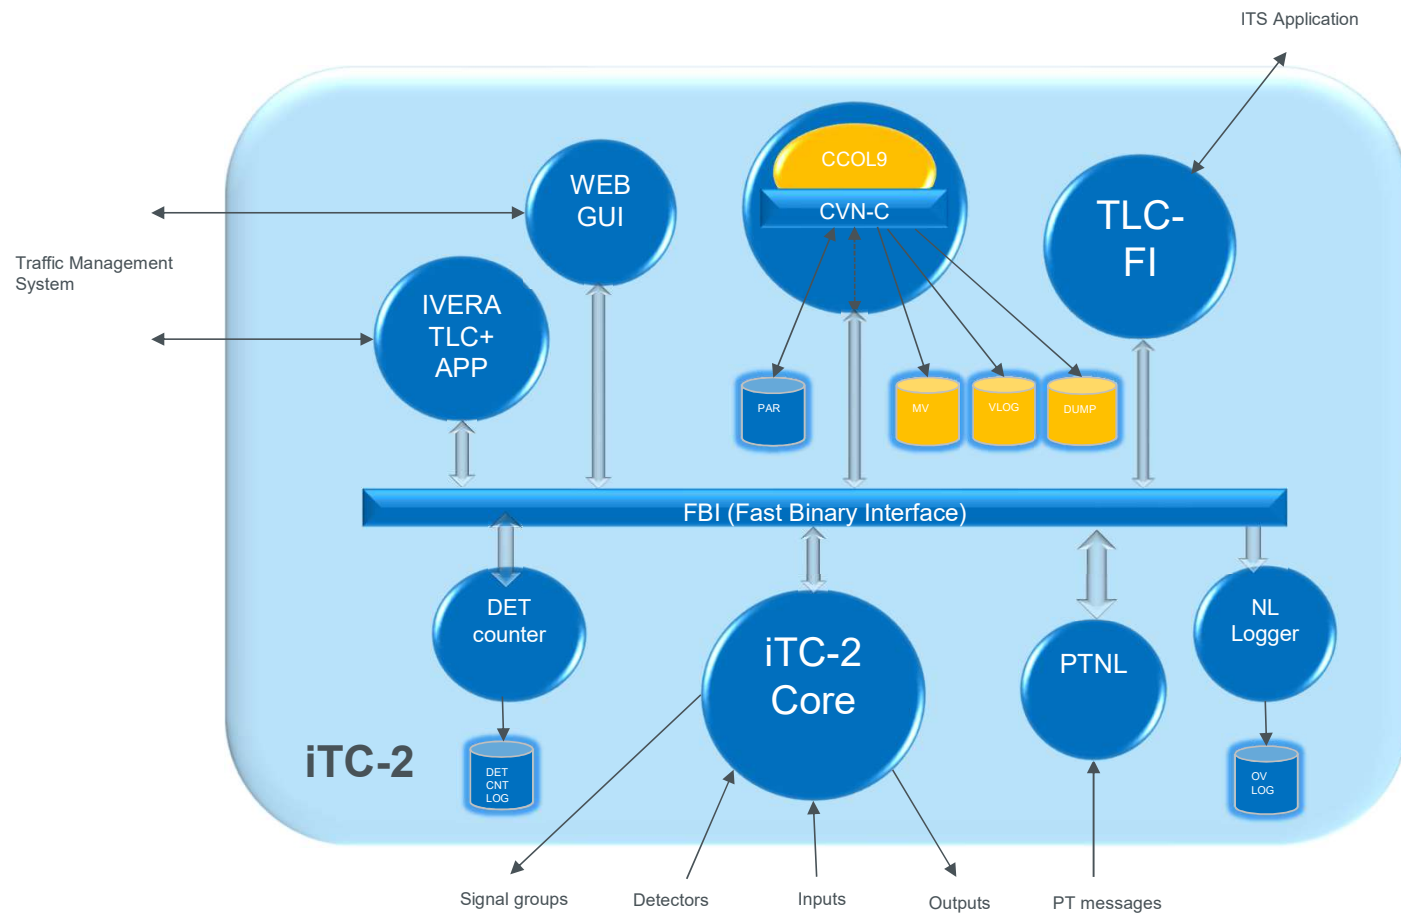 ITS Application
WEB
GUI
CCOL9
CVN-C
TLC-
FI
Traffic Management
System
IVERA
TLC+
APP
PAR
MV
VLOG
DUMP
FBI (Fast Binary Interface)
DET
counter
iTC-2
Core
PTNL
NL
Logger
iTC-2
DET
CNT
LOG
OV
LOG
Signal groups
Detectors
Inputs
Outputs
PT messages